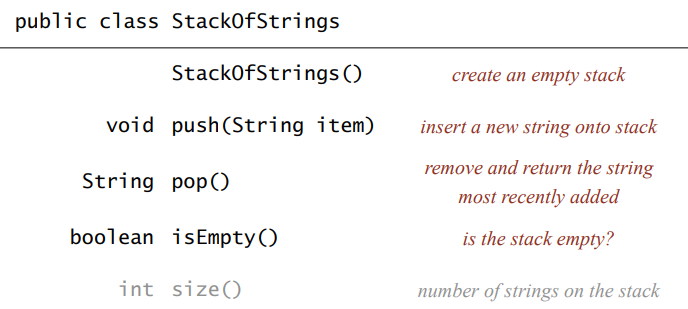 public class StackOfStrings
StackOfStrings() create an empty stack
void push(String item) insert a new string onto stack
String pop() remove and return the string
most recently added
boolean isEmpty() is the stack empty?
int size() number of strings on the stack